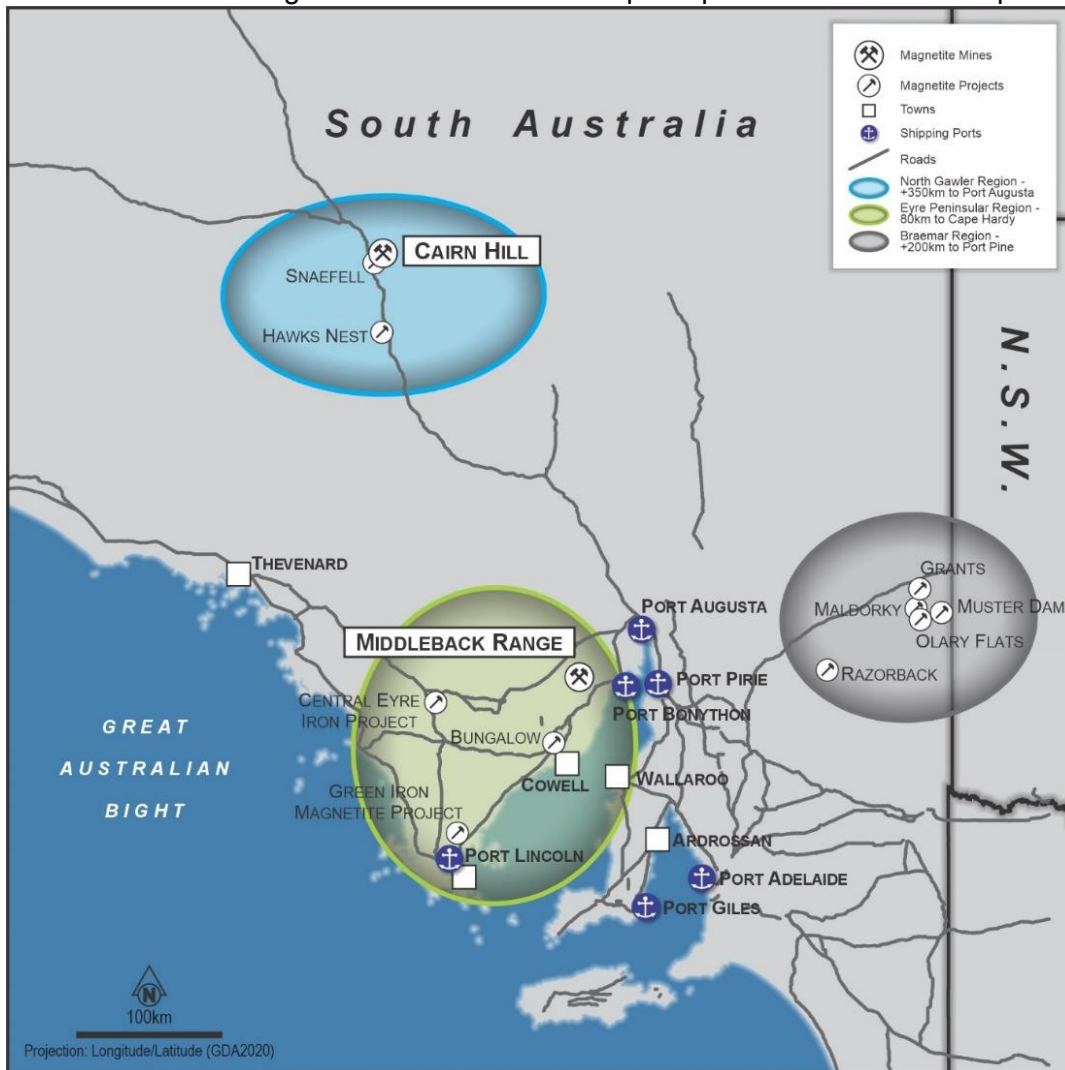 South Australia
Magnetite Mines
Magnetite Projects
Towns
Shipping Ports
Roads
North Gawler Region -
+350km to Port Augusta
Eyre Peninsular Region -
80km to Cape Hardy
Braemar Region -
+200km to Port Pine
CAIRN HILL
SNAEFELL
HAWKS NEST
N.S.W.
THEVENARD
GRANTS
MALDORKY
MUSTER DAM
OLARY FLATS
RAZORBACK
PORT AUGUSTA
MIDDLEBACK RANGE
PORT PIRIE
PORT BONYTHON
CENTRAL EYRE
IRON PROJECT
BUNGALOW
COWELL
WALLAROO
GREAT
AUSTRALIAN
BIGHT
GREEN IRON
MAGNETITE PROJECT
ARDROSSAN
PORT LINCOLN
PORT ADELAIDE
PORT GILES
N
100km
Projection: Longitude/Latitude (GDA2020)